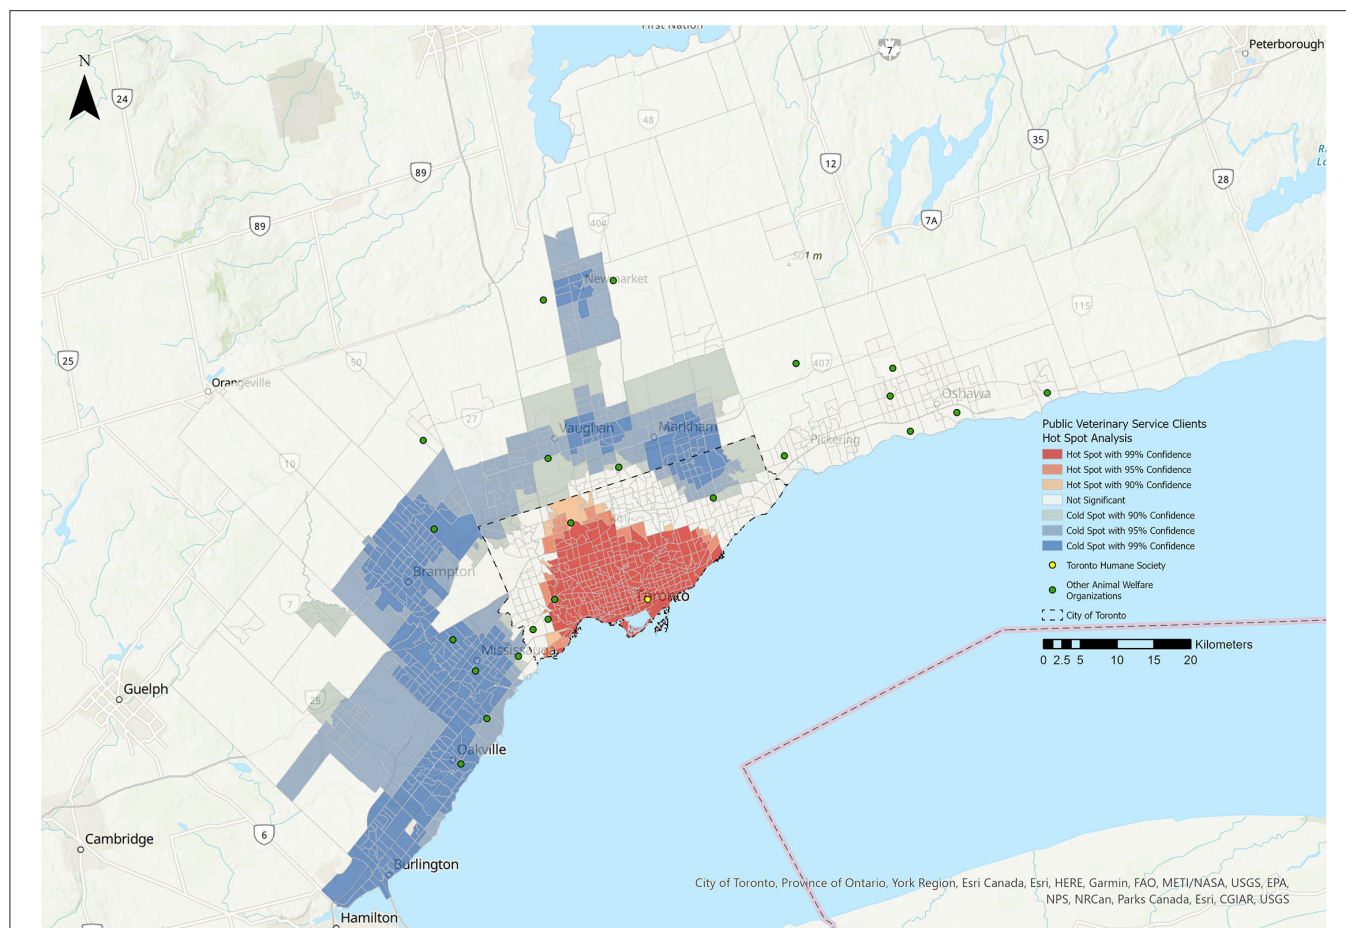 First Nation
N
7
Peterborough
24
48
35
12
89
28
7A
89
404
Newmarket
501 m
115
25
50
407
Orangeville
Oshawa
27
Vaughan
Markham
Pickering
10
Public Veterinary Service Clients
Hot Spot Analysis
Hot Spot with 99% Confidence
Hot Spot with 95% Confidence
Hot Spot with 90% Confidence
Not Significant
Cold Spot with 90% Confidence
Cold Spot with 95% Confidence
Cold Spot with 99% Confidence
Toronto Humane Society
Other Animal Welfare
Organizations
City of Toronto
Kilometers
0 2.5 5 10 15 20
Brampton
7
Toronto
Mississauga
2
Guelph
25
Oakville
6
Cambridge
Burlington
Hamilton
City of Toronto, Province of Ontario, York Region, Esri Canada, Esri, HERE, Garmin, FAO, METI/NASA, USGS, EPA,
NPS, NRCan, Parks Canada, Esri, CGIAR, USGS